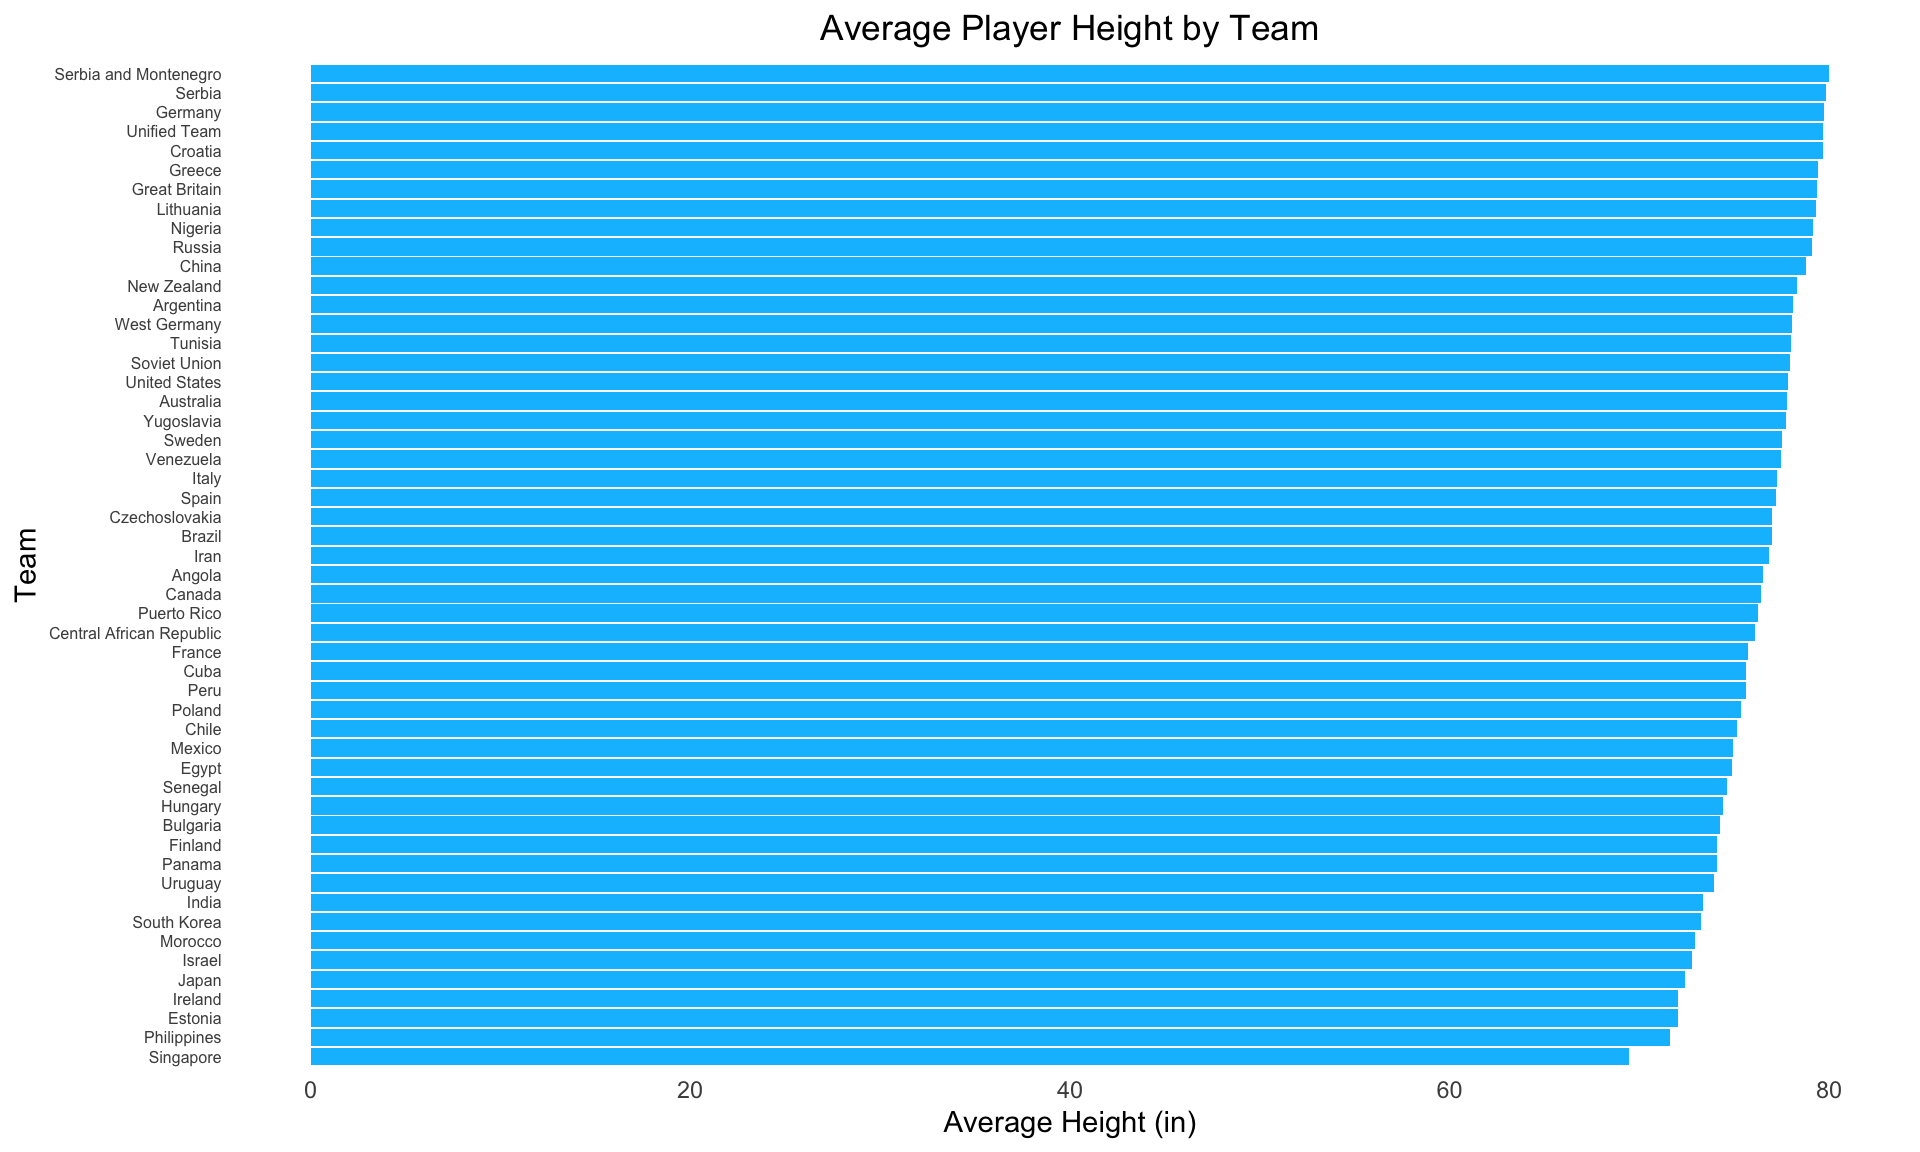 Average Player Height by Team
Serbia and Montenegro
Serbia
Germany
Unified Team
Croatia
Greece
Great Britain
Lithuania
Nigeria
Russia
China
New Zealand
Argentina
West Germany
Tunisia
Soviet Union
United States
Australia
Yugoslavia
Sweden
Venezuela
Italy
Spain
Czechoslovakia
Brazil
Iran
Angola
Canada
Puerto Rico
Central African Republic
France
Cuba
Peru
Poland
Chile
Mexico
Egypt
Senegal
Hungary
Bulgaria
Finland
Panama
Uruguay
India
South Korea
Morocco
Israel
Japan
Ireland
Estonia
Philippines
Singapore
Team
0 20 40 60 80
Average Height (in)